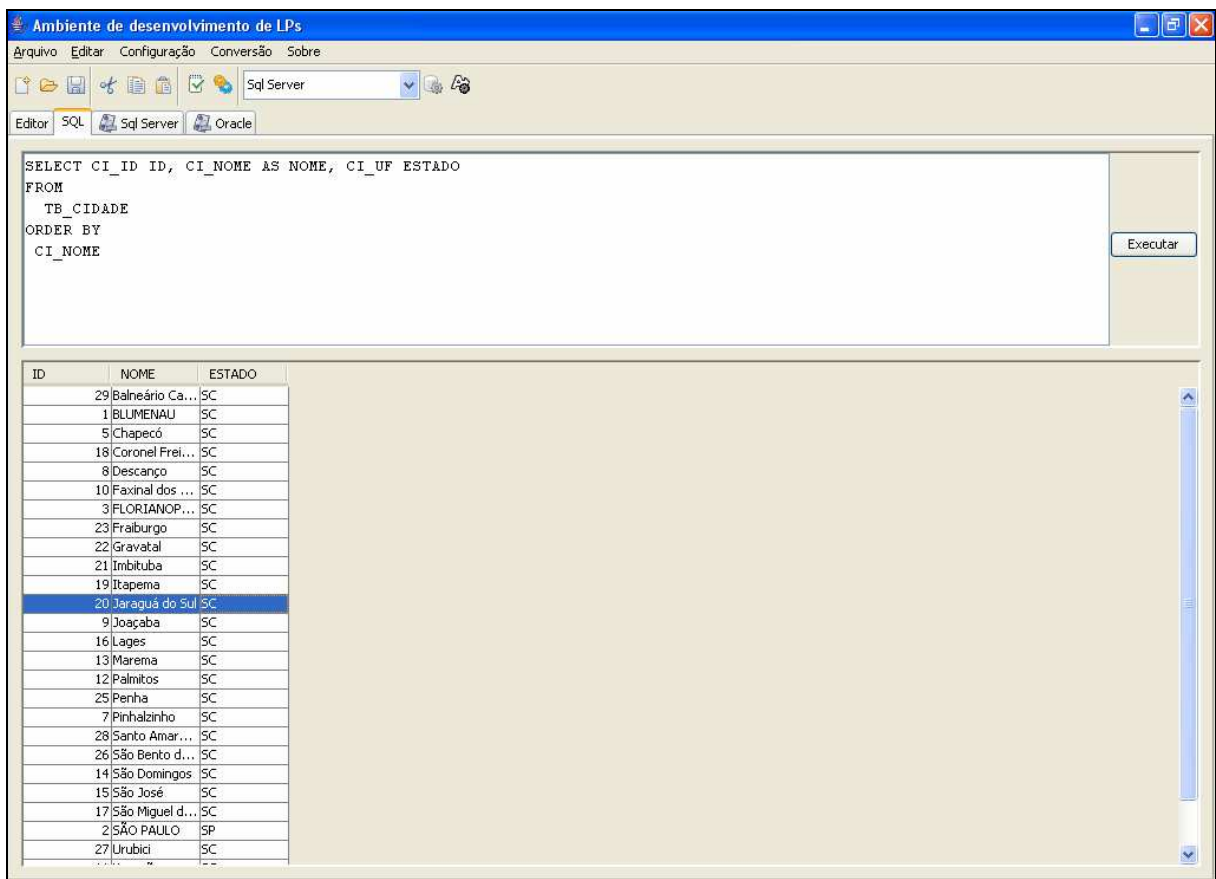 Ambiente de desenvolvimento de LPs
Arquivo Editar Configuração Conversão Sobre
Sql Server
Editor SQL Sql Server Oracle
SELECT CI_ID ID, CI_NOME AS NOME, CI_UF ESTADO
FROM
TB_CIDADE
ORDER BY
CI_NOME
Executar
ID NOME ESTADO
29 Balneário Ca... SC
1 BLUMENAU SC
5 Chapecó SC
18 Coronel Frei... SC
8 Descanço SC
10 Faxinal dos ... SC
3 FLORIANOP... SC
23 Fraiburgo SC
22 Gravatal SC
21 Imbituba SC
19 Itapema SC
20 Jaraguá do Sul SC
9 Joaçaba SC
16 Lages SC
13 Marema SC
12 Palmitos SC
25 Penha SC
7 Pinhalzinho SC
28 Santo Amar... SC
26 São Bento d... SC
14 São Domingos SC
15 São José SC
17 São Miguel d... SC
2 SÃO PAULO SP
27 Urubici SC